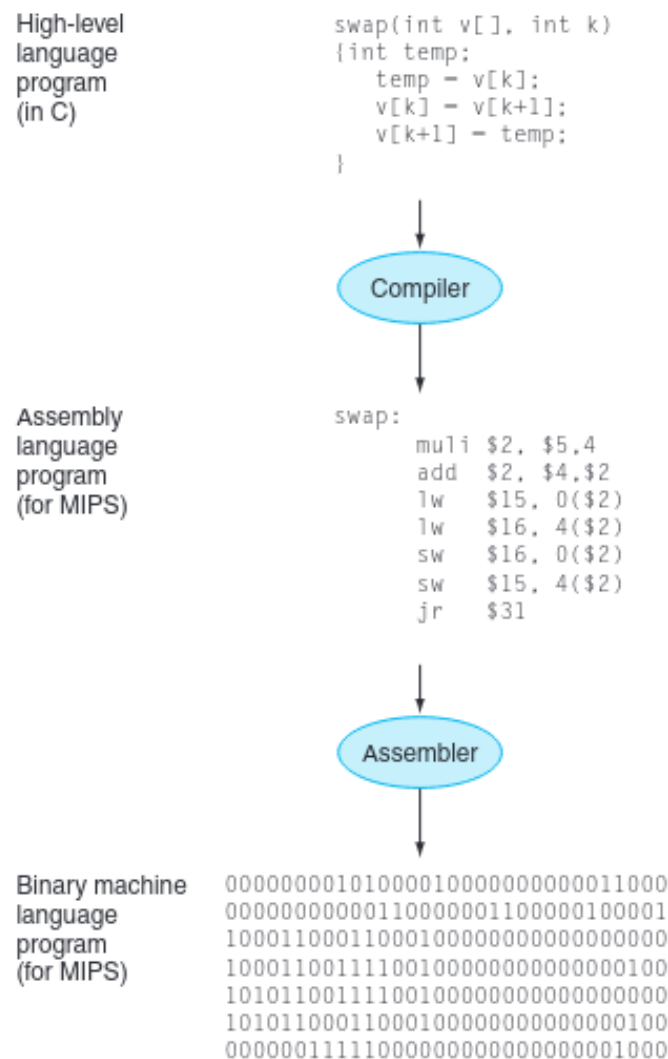 High-level
language
program
(in C)
swap(int v[], int k)
{int temp;
temp = v[k];
v[k] = v[k+1];
v[k+1] = temp;
}
Compiler
Assembly
language
program
(for MIPS)
swap:
muli $2, $5,4
add $2, $4,$2
lw $15, 0($2)
lw $16, 4($2)
sw $16, 0($2)
sw $15, 4($2)
jr $31
Assembler
Binary machine
language
program
(for MIPS)
00000000101000010000000000011000
00000000000110000001100000100001
10001100011000100000000000000000
10001100111100100000000000000100
10101100111100100000000000000000
10101100011000100000000000000100
00000011111000000000000000001000